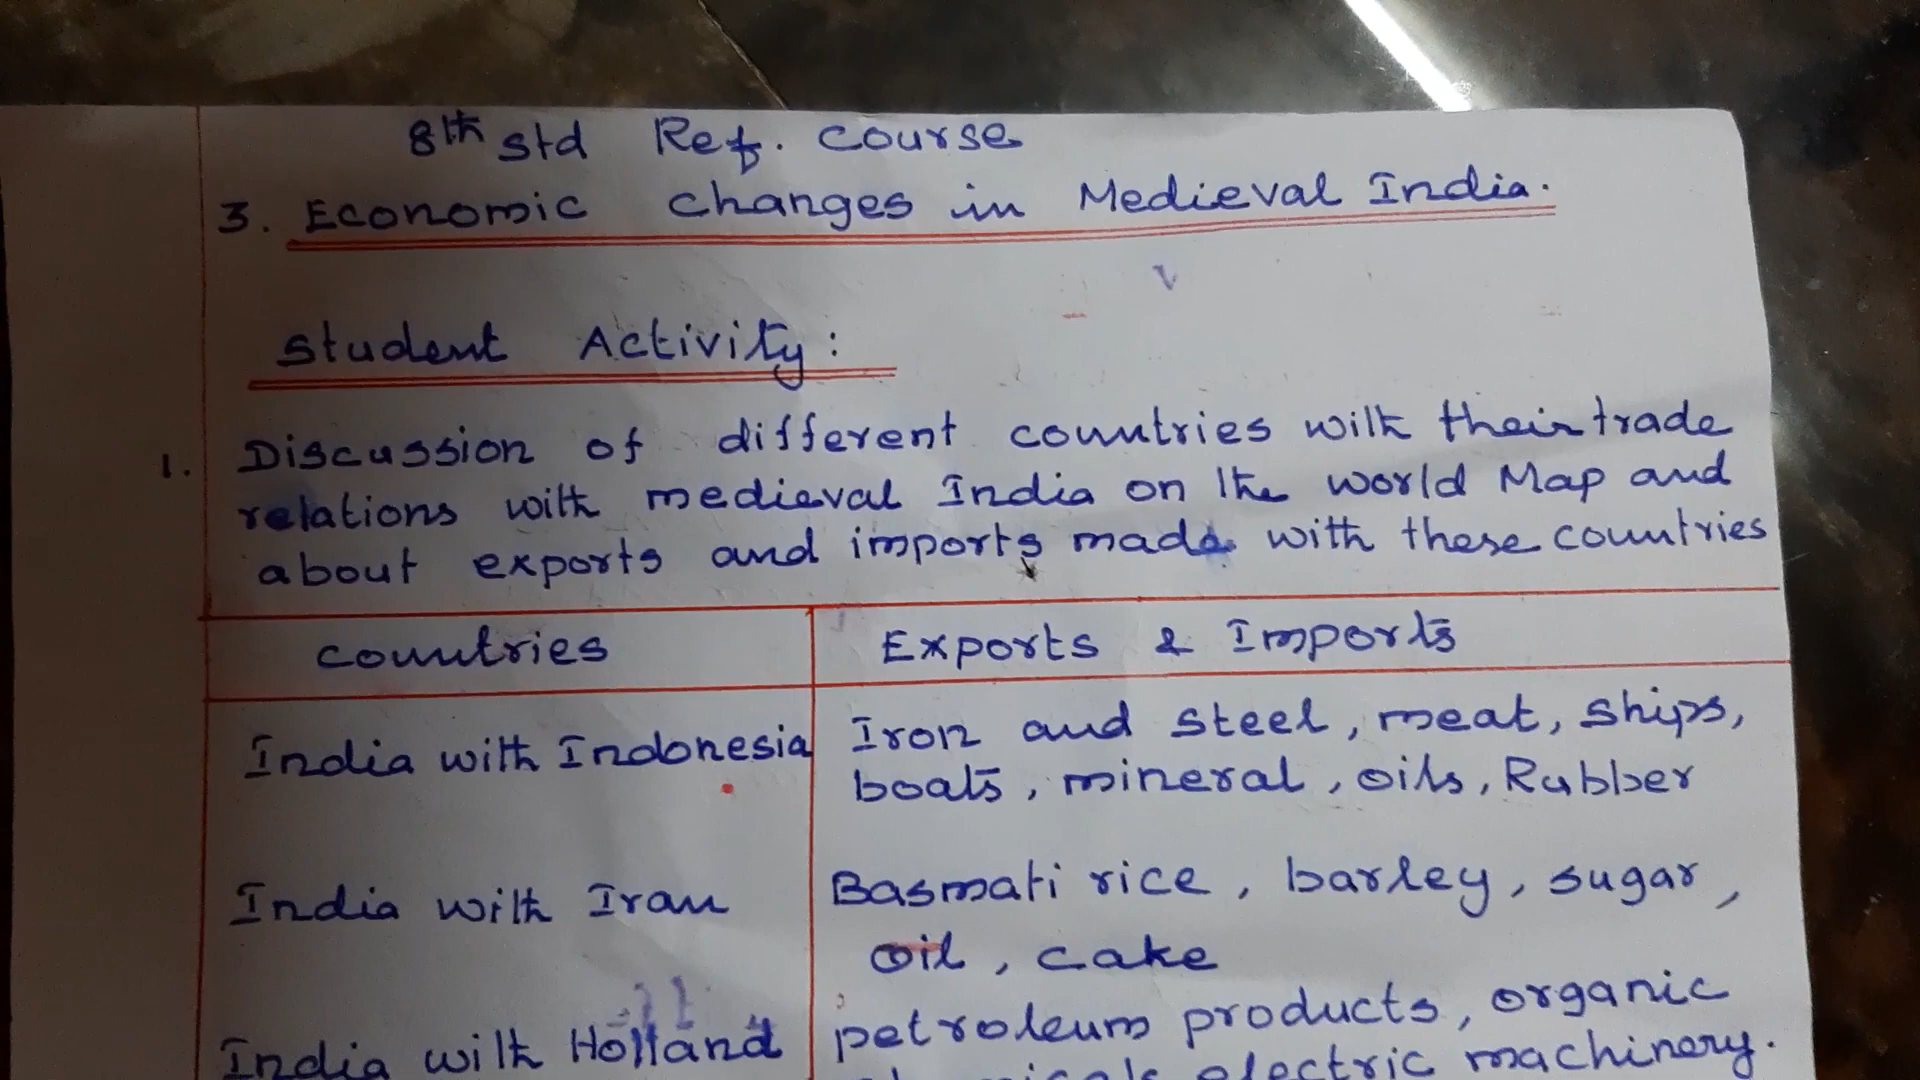 8th std Ref. course
3. Economic changes in Medieval India.
Student Activity:
1. Discussion of different countries with their trade
relations with medieval India on the world Map and
about exports and imports made with these countries
countries Exports & Imports
India with Indonesia Iron and steel, meat, ships,
boats, mineral, oils, Rubber
India with Iran Basmati rice, barley, sugar,
oil, cake
India with Holland petroleum products, organic
electric machinery.